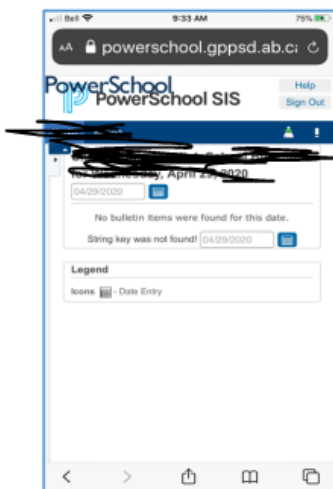 Bell 9:33 AM 75%
AA powerschool.gppsd.ab.ca
PowerSchool
Help
PowerSchool SIS
Sign Out
for Wednesday, April 29, 2020
04/29/2020
No bulletin items were found for this date.
String key was not found! 04/29/2020
Legend
Icons - Date Entry